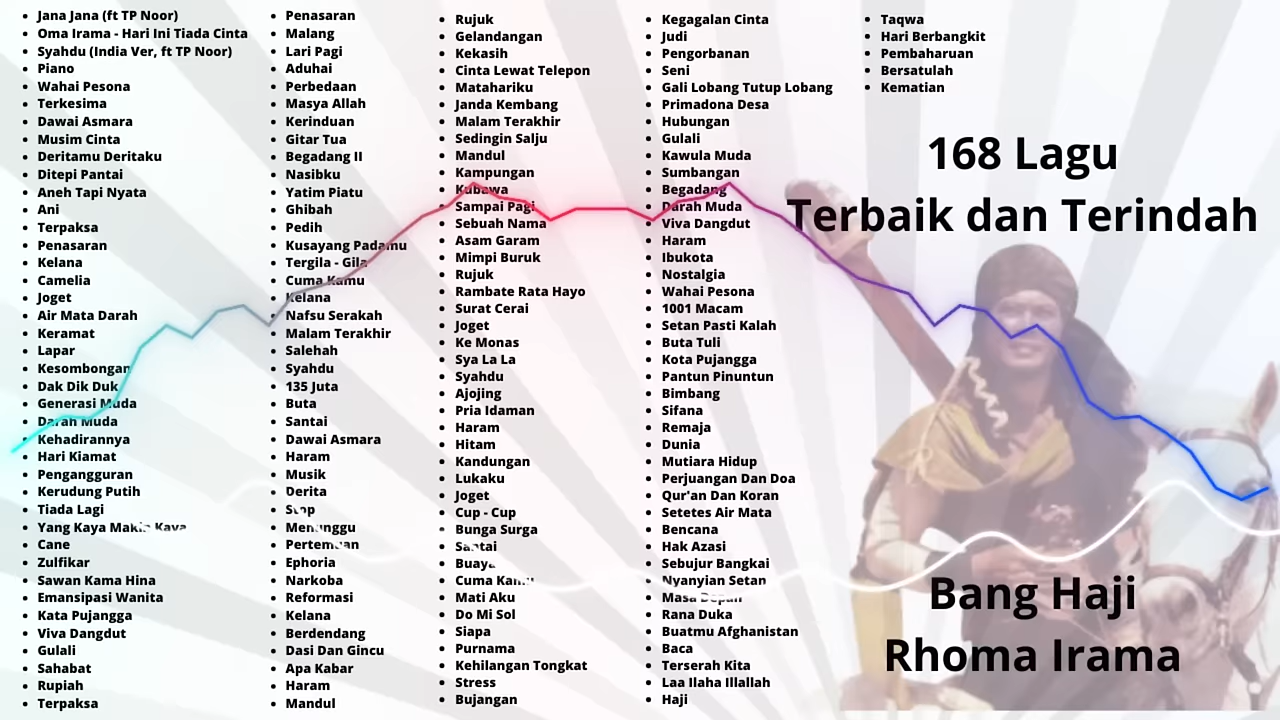 Jana Jana (ft TP Noor)
Oma Irama - Hari Ini Tiada Cinta
Syahdu (India Ver, ft TP Noor)
Piano
Wahai Pesona
Terkesima
Dawai Asmara
Musim Cinta
Deritamu Deritaku
Ditepi Pantai
Aneh Tapi Nyata
Ani
Terpaksa
Penasaran
Kelana
Camelia
Joget
Air Mata Darah
Keramat
Lapar
Kesombongan
Dak Dik Duk
Generasi Muda
Darah Muda
Kehadirannya
Hari Kiamat
Pengangguran
Kerudung Putih
Tiada Lagi
Yang Kaya Makin Kaya
Cane
Zulfikar
Sawan Kama Hina
Emansipasi Wanita
Kata Pujangga
Viva Dangdut
Gulali
Sahabat
Rupiah
Terpaksa
Penasaran
Malang
Lari Pagi
Aduhai
Perbedaan
Masya Allah
Kerinduan
Gitar Tua
Begadang II
Nasibku
Yatim Piatu
Ghibah
Pedih
Kusayang Padamu
Tergila - Gila
Cuma Kamu
Kelana
Nafsu Serakah
Malam Terakhir
Salehah
Syahdu
135 Juta
Buta
Santai
Dawai Asmara
Haram
Musik
Derita
Stop
Menunggu
Pertemuan
Ephoria
Narkoba
Reformasi
Kelana
Berdendang
Dasi Dan Gincu
Apa Kabar
Haram
Mandul
Rujuk
Gelandangan
Kekasih
Cinta Lewat Telepon
Matahariku
Janda Kembang
Malam Terakhir
Sedingin Salju
Mandul
Kampungan
Kubawa
Sampai Pagi
Sebuah Nama
Asam Garam
Mimpi Buruk
Rujuk
Rambate Rata Hayo
Surat Cerai
Joget
Ke Monas
Sya La La
Syahdu
Ajojing
Pria Idaman
Haram
Hitam
Kandungan
Lukaku
Joget
Cup - Cup
Bunga Surga
Santai
Buaya
Cuma Kamu
Mati Aku
Do Mi Sol
Siapa
Purnama
Kehilangan Tongkat
Stress
Bujangan
Kegagalan Cinta
Judi
Pengorbanan
Seni
Gali Lobang Tutup Lobang
Primadona Desa
Hubungan
Gulali
Kawula Muda
Sumbangan
Begadang
Darah Muda
Viva Dangdut
Haram
Ibukota
Nostalgia
Wahai Pesona
1001 Macam
Setan Pasti Kalah
Buta Tuli
Kota Pujangga
Pantun Pinuntun
Bimbang
Sifana
Remaja
Dunia
Mutiara Hidup
Perjuangan Dan Doa
Qur'an Dan Koran
Setetes Air Mata
Bencana
Hak Azasi
Sebujur Bangkai
Nyanyian Setan
Masa Depan
Rana Duka
Buatmu Afghanistan
Baca
Terserah Kita
Laa Ilaha Illallah
Haji
Taqwa
Hari Berbangkit
Pembaharuan
Bersatulah
Kematian
168 Lagu
Terbaik dan Terindah
Bang Haji
Rhoma Irama